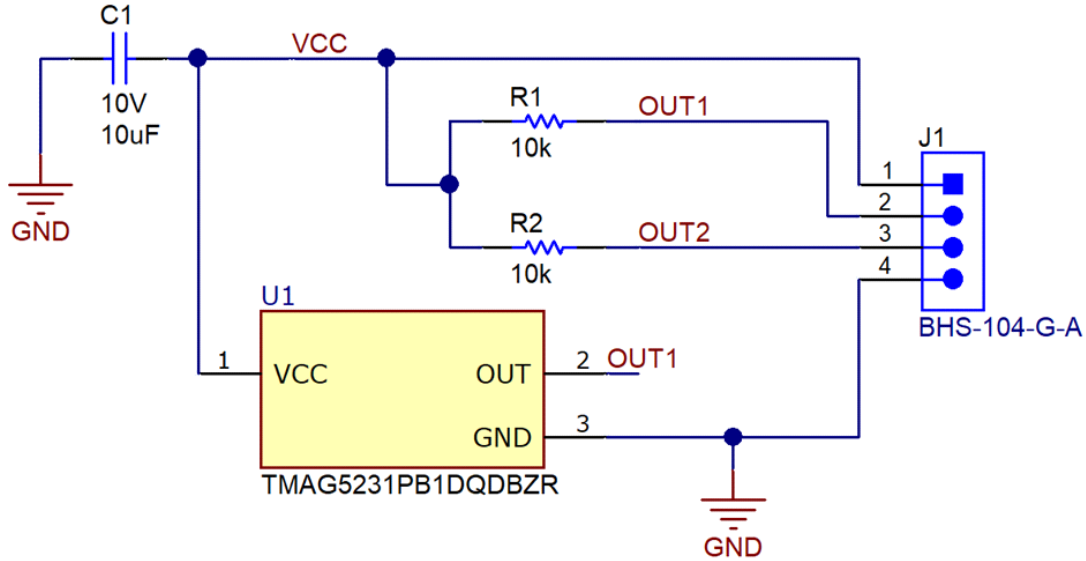 C1
VCC
10V
10uF
GND
R1
OUT1
10k
R2
OUT2
10k
J1
1
2
3
4
BHS-104-G-A
U1
1
VCC
OUT
2
OUT1
GND
3
TMAG5231PB1DQDBZR
GND